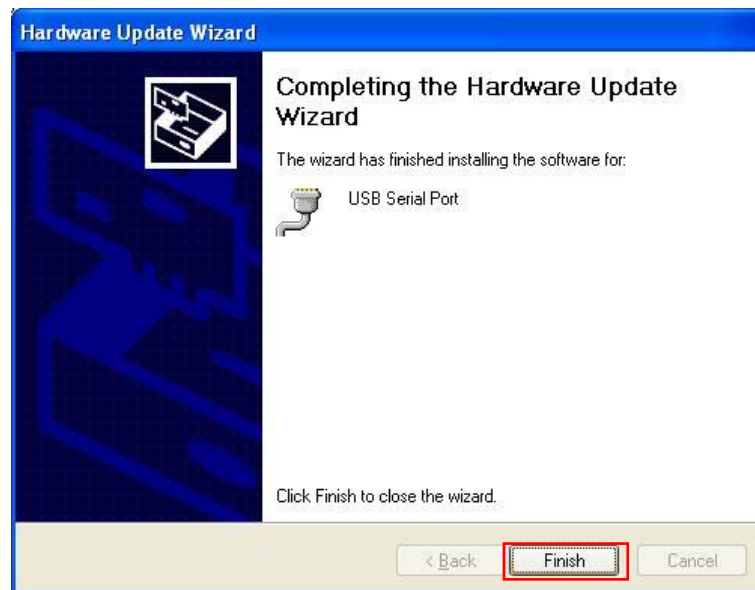 Hardware Update Wizard
Completing the Hardware Update
Wizard
The wizard has finished installing the software for:
USB Serial Port
Click Finish to close the wizard.
< Back Finish Cancel